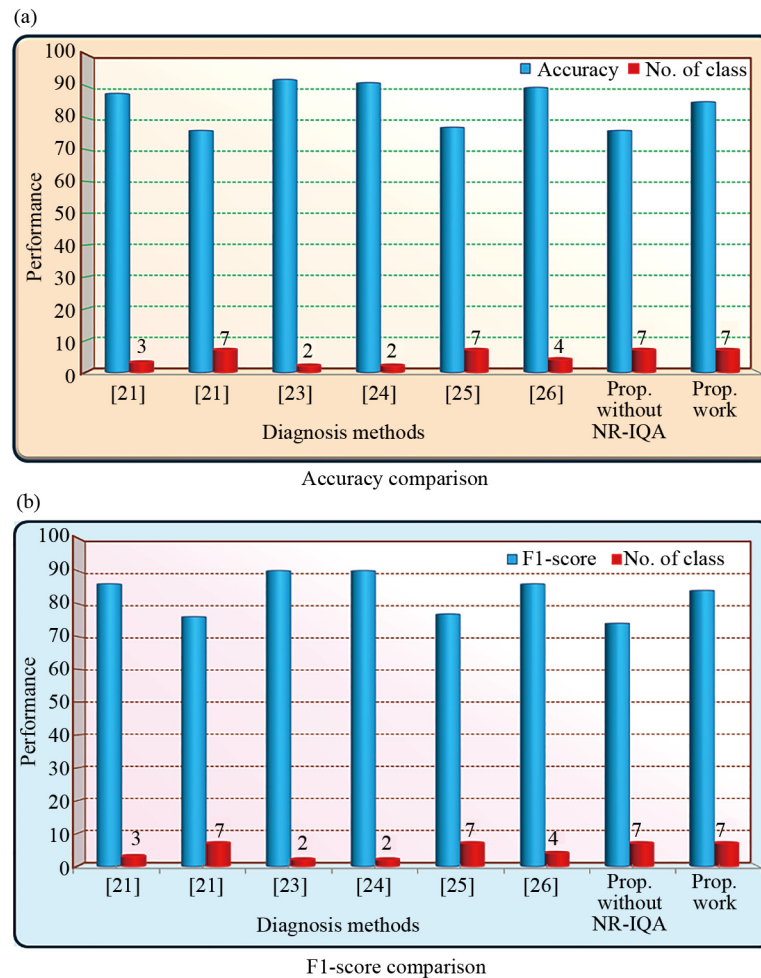 (a)
100
90
80
70
60
50
40
30
20
10
0
Performance
Accuracy
No. of class
3
7
2
2
7
4
7
7
[21] [21] [23] [24] [25] [26] Prop. without NR-IQA Prop. work
Diagnosis methods
Accuracy comparison
(b)
100
90
80
70
60
50
40
30
20
10
0
Performance
F1-score
No. of class
3
7
2
2
7
4
7
7
[21] [21] [23] [24] [25] [26] Prop. without NR-IQA Prop. work
Diagnosis methods
F1-score comparison